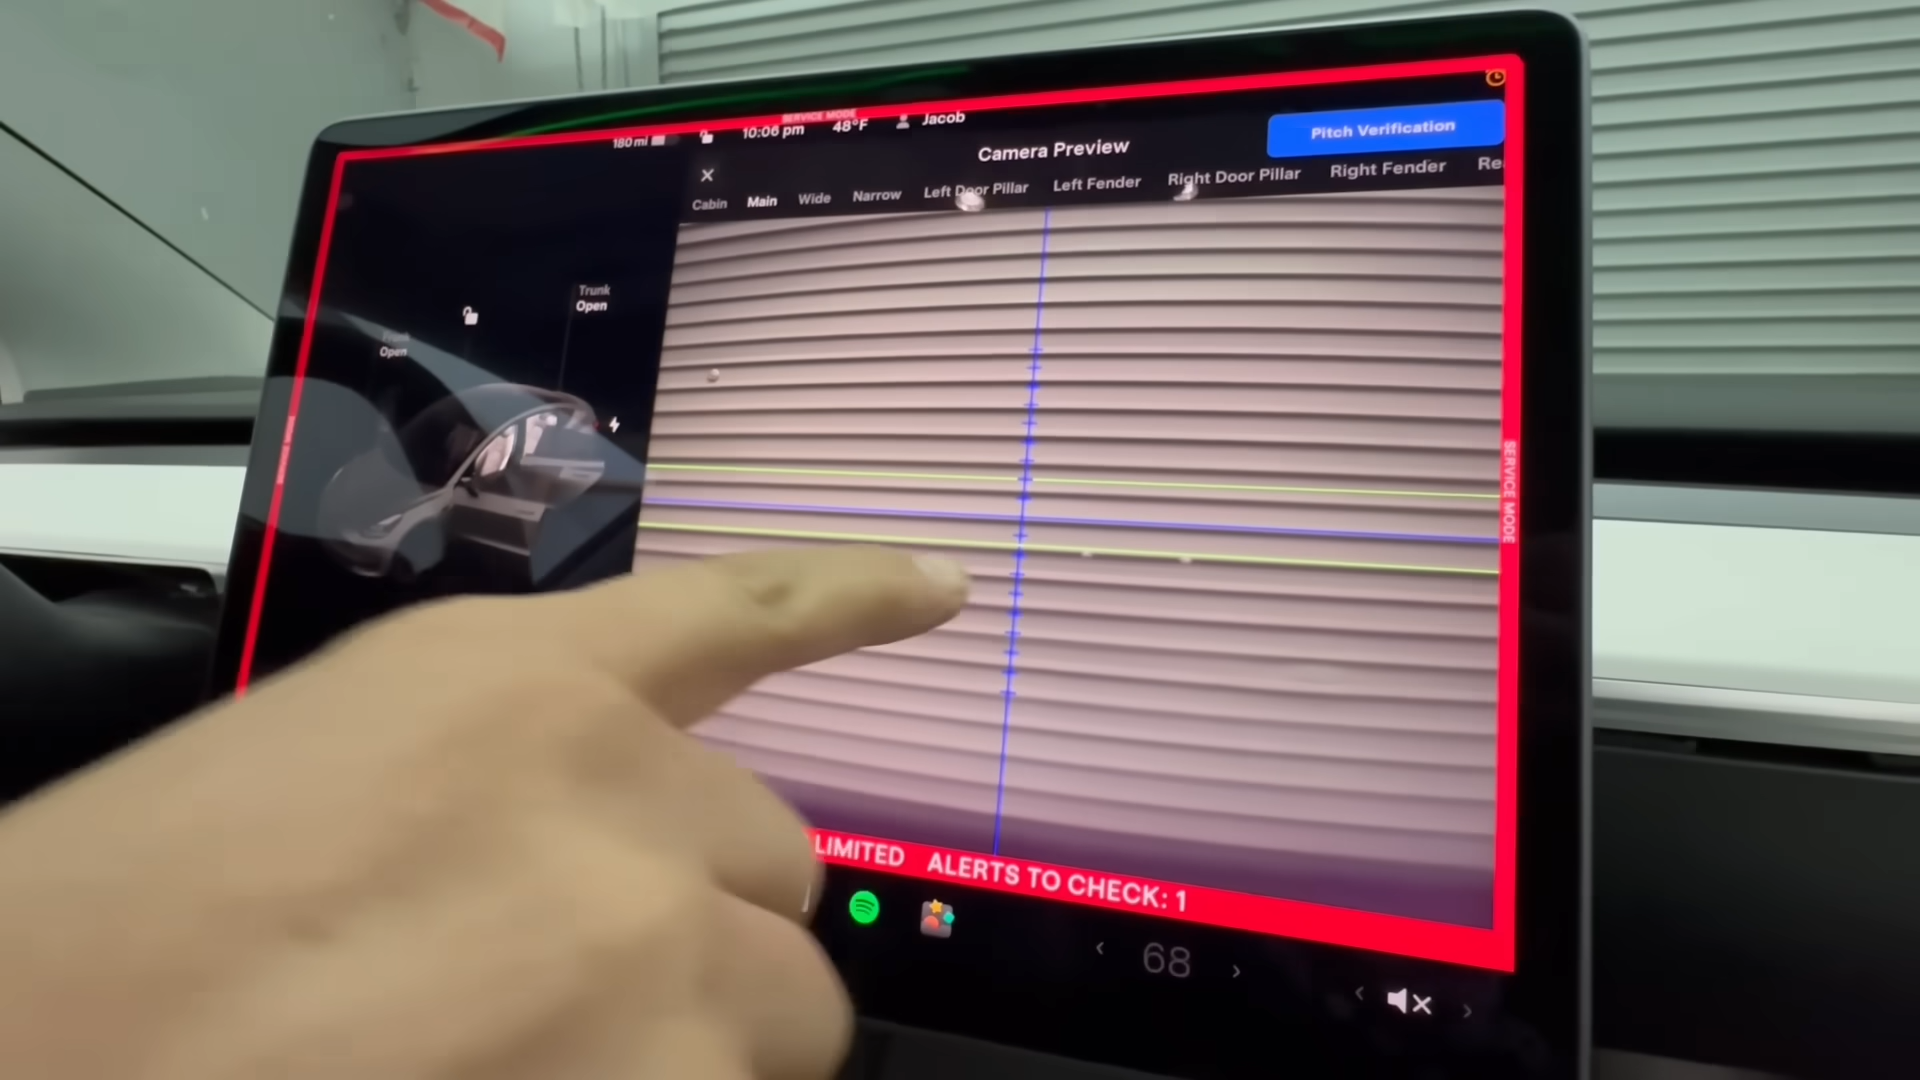 SERVICE MODE
180 mi
10:06 pm
48°F
Jacob
Camera Preview
Pitch Verification
Cabin Main Wide Narrow Left Door Pillar Left Fender Right Door Pillar Right Fender Re
Trunk
Open
Open
SERVICE MODE
LIMITED ALERTS TO CHECK: 1
68